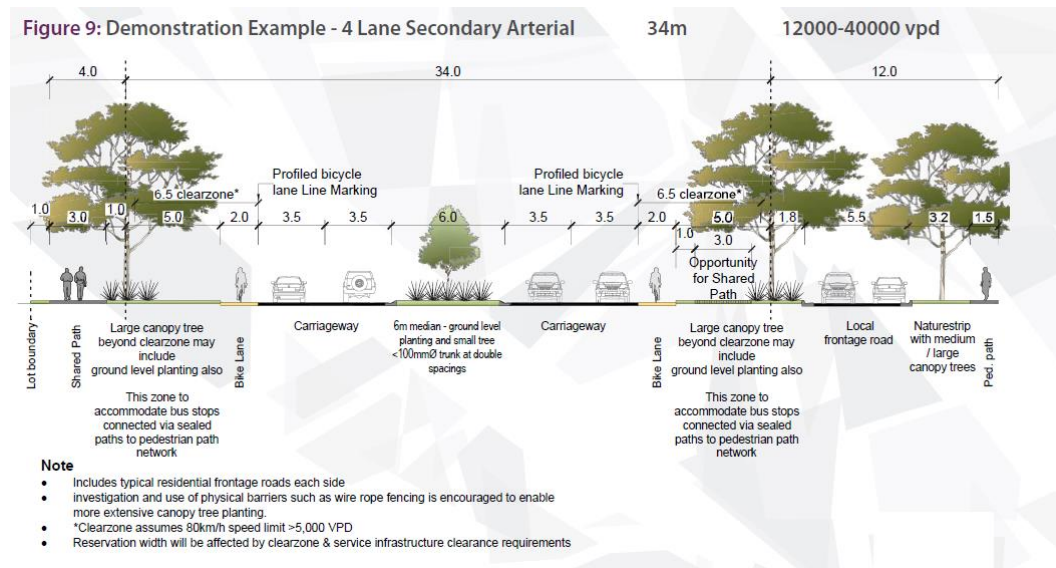 Figure 9: Demonstration Example - 4 Lane Secondary Arterial 34m 12000-40000 vpd
4.0 34.0 12.0
Profiled bicycle
lane Line Marking
Profiled bicycle
lane Line Marking
6.5 clearzone*
6.5 clearzone*
1.0 3.0 1.0 5.0 2.0 3.5 3.5 6.0 3.5 3.5 2.0 5.0 1.8 5.5 3.2 1.5
1.0 3.0
Opportunity
for Shared
Path
Lot boundary
Shared Path
Large canopy tree
beyond clearzone may
include
ground level planting also
This zone to
accommodate bus stops
connected via sealed
paths to pedestrian path
network
Bike Lane
Carriageway
6m median - ground level
planting and small tree
<100mmØ trunk at double
spacings
Carriageway
Bike Lane
Large canopy tree
beyond clearzone may
include
ground level planting also
This zone to
accommodate bus stops
connected via sealed
paths to pedestrian path
network
Local
frontage road
Naturestrip
with medium
/ large
canopy trees
Ped. path
Note
• Includes typical residential frontage roads each side
• investigation and use of physical barriers such as wire rope fencing is encouraged to enable
more extensive canopy tree planting.
• *Clearzone assumes 80km/h speed limit >5,000 VPD
• Reservation width will be affected by clearzone & service infrastructure clearance requirements